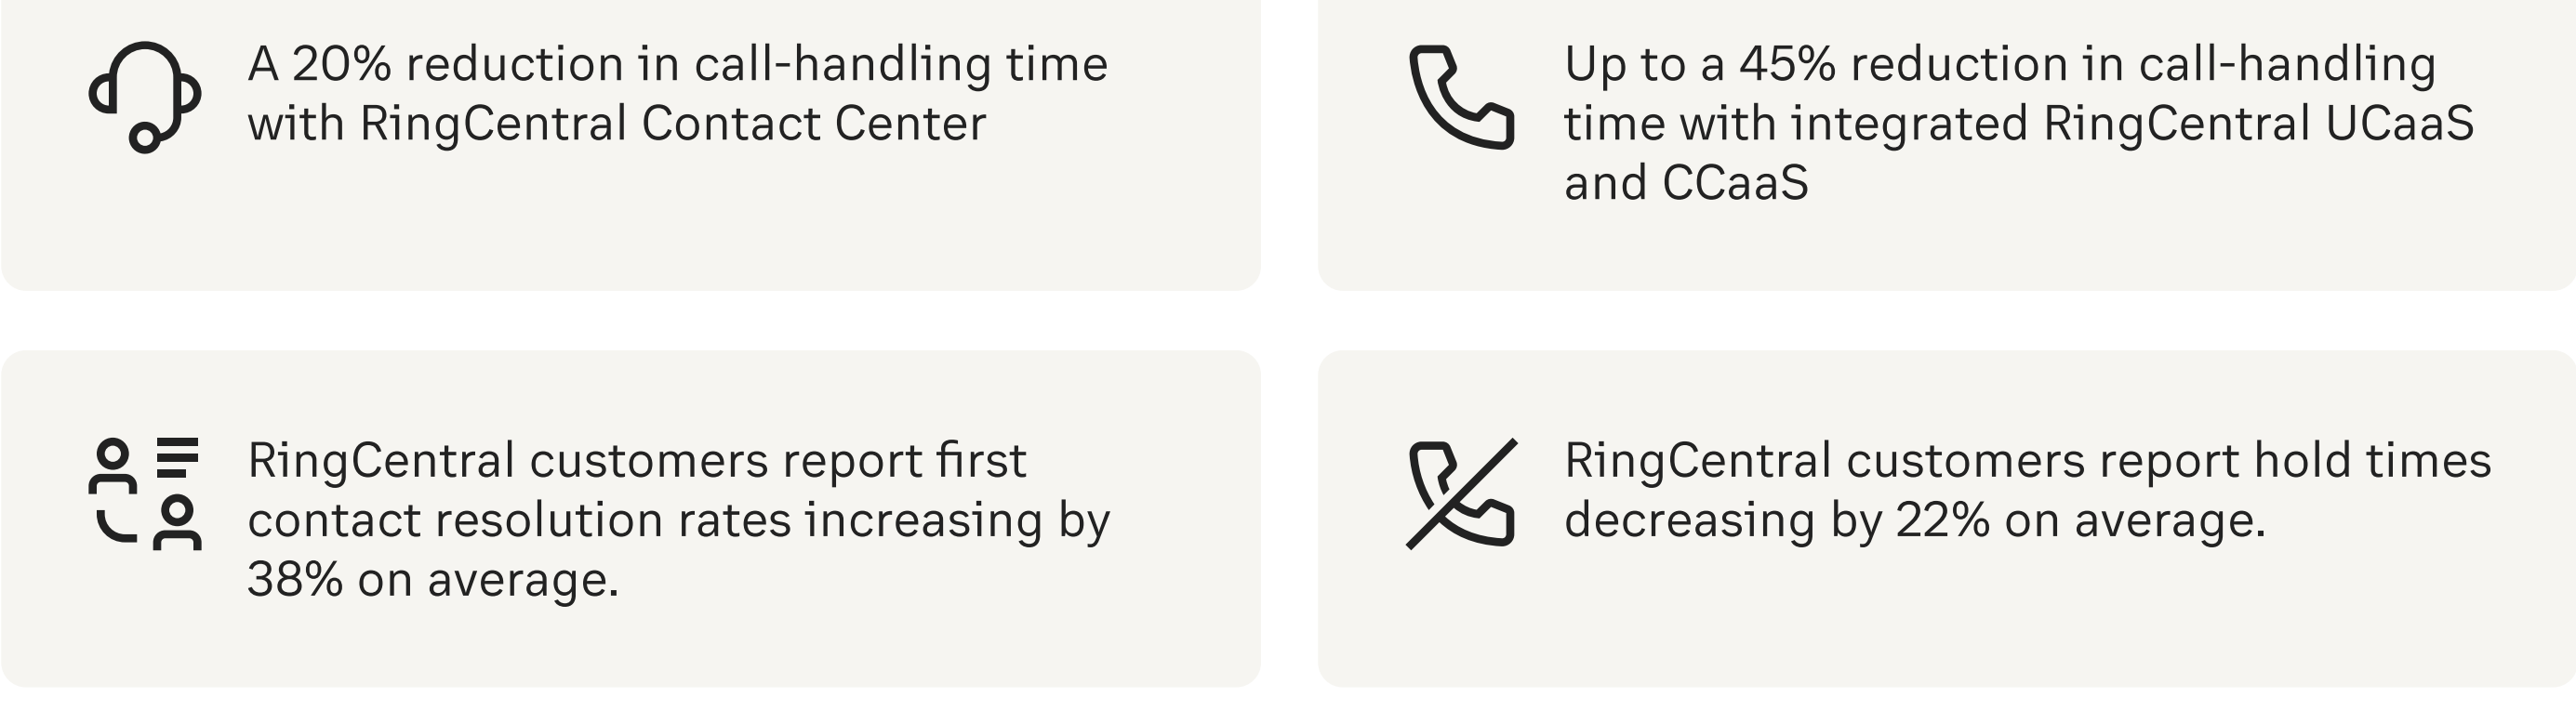 A 20% reduction in call-handling time
with RingCentral Contact Center
Up to a 45% reduction in call-handling
time with integrated RingCentral UCaaS
and CCaaS
RingCentral customers report first
contact resolution rates increasing by
38% on average.
RingCentral customers report hold times
decreasing by 22% on average.